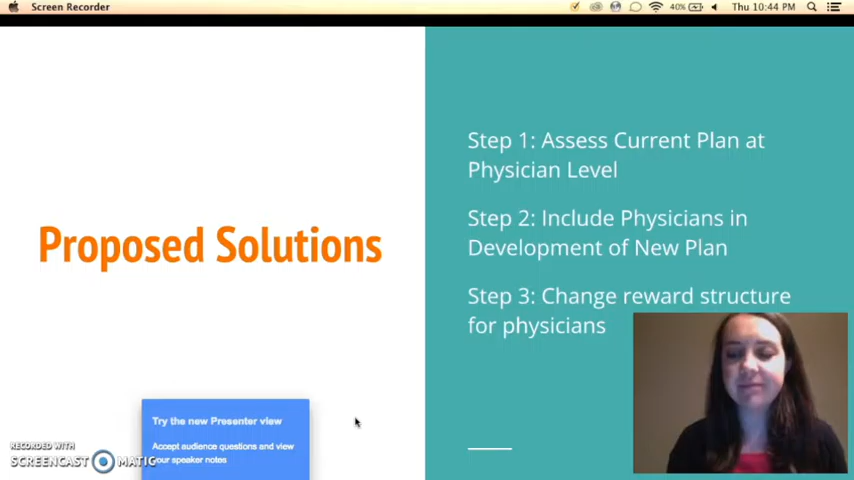 Screen Recorder
40%
Thu 10:44 PM
Proposed Solutions
Step 1: Assess Current Plan at
Physician Level
Step 2: Include Physicians in
Development of New Plan
Step 3: Change reward structure
for physicians
Try the new Presenter view
Accept audience questions and view
your speaker notes
RECORDED WITH
SCREENCAST MATIC